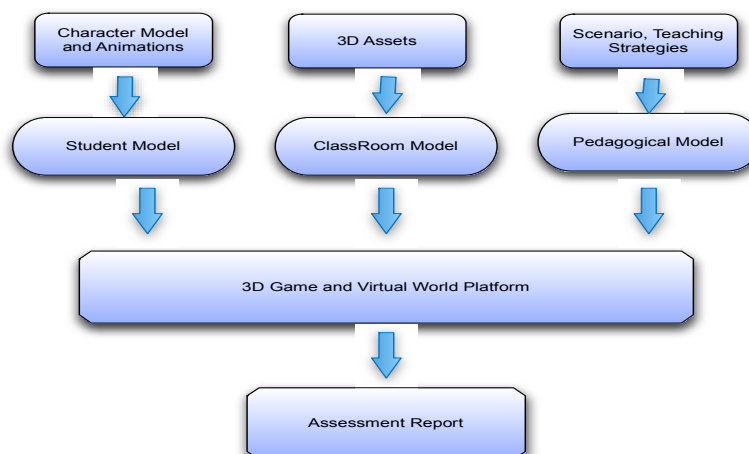 Character Model
and Animations
3D Assets
Scenario, Teaching
Strategies
Student Model
ClassRoom Model
Pedagogical Model
3D Game and Virtual World Platform
Assessment Report